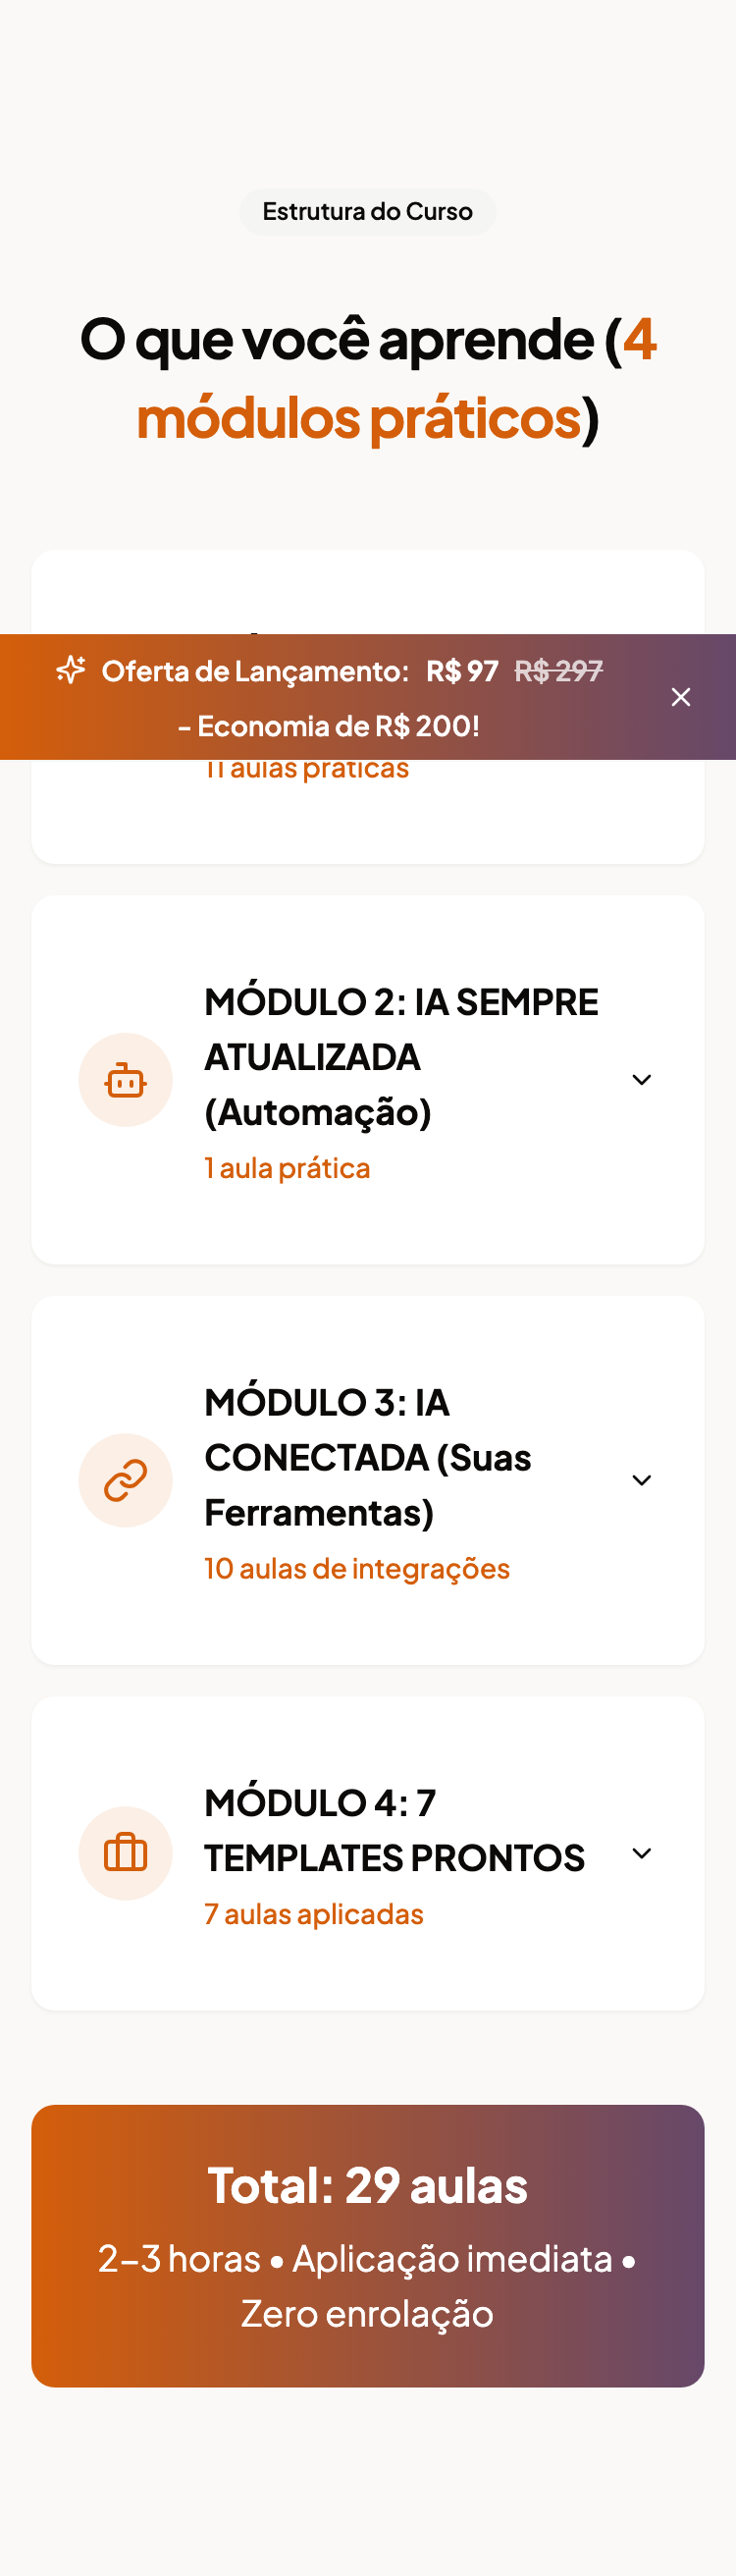 Estrutura do Curso
O que você aprende (4
módulos práticos)
Oferta de Lançamento: R$ 97 R$ 297
- Economia de R$ 200!
11 aulas práticas
MÓDULO 2: IA SEMPRE
ATUALIZADA
(Automação)
1 aula prática
MÓDULO 3: IA
CONECTADA (Suas
Ferramentas)
10 aulas de integrações
MÓDULO 4: 7
TEMPLATES PRONTOS
7 aulas aplicadas
Total: 29 aulas
2–3 horas • Aplicação imediata •
Zero enrolação